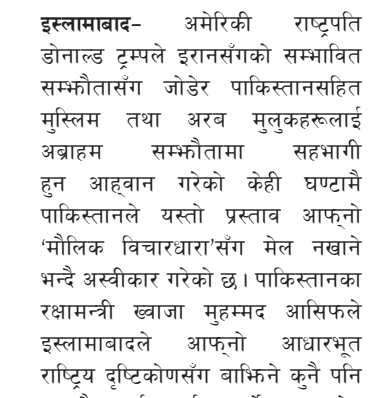 इस्लामाबाद– अमेरिकी राष्ट्रपति
डोनाल्ड ट्रम्पले इरानसँगको सम्भावित
सम्झौतासँग जोडेर पाकिस्तानसहित
मुस्लिम तथा अरब मुलुकहरूलाई
अब्राहम सम्झौतामा सहभागी
हुन आह्वान गरेको केही घण्टामै
पाकिस्तानले यस्तो प्रस्ताव आफ्नो
‘मौलिक विचारधारा’सँग मेल नखाने
भन्दै अस्वीकार गरेको छ। पाकिस्तानका
रक्षामन्त्री ख्वाजा मुहम्मद आसिफले
इस्लामाबादले आफ्नो आधारभूत
राष्ट्रिय दृष्टिकोणसँग बाझिने कुनै पनि